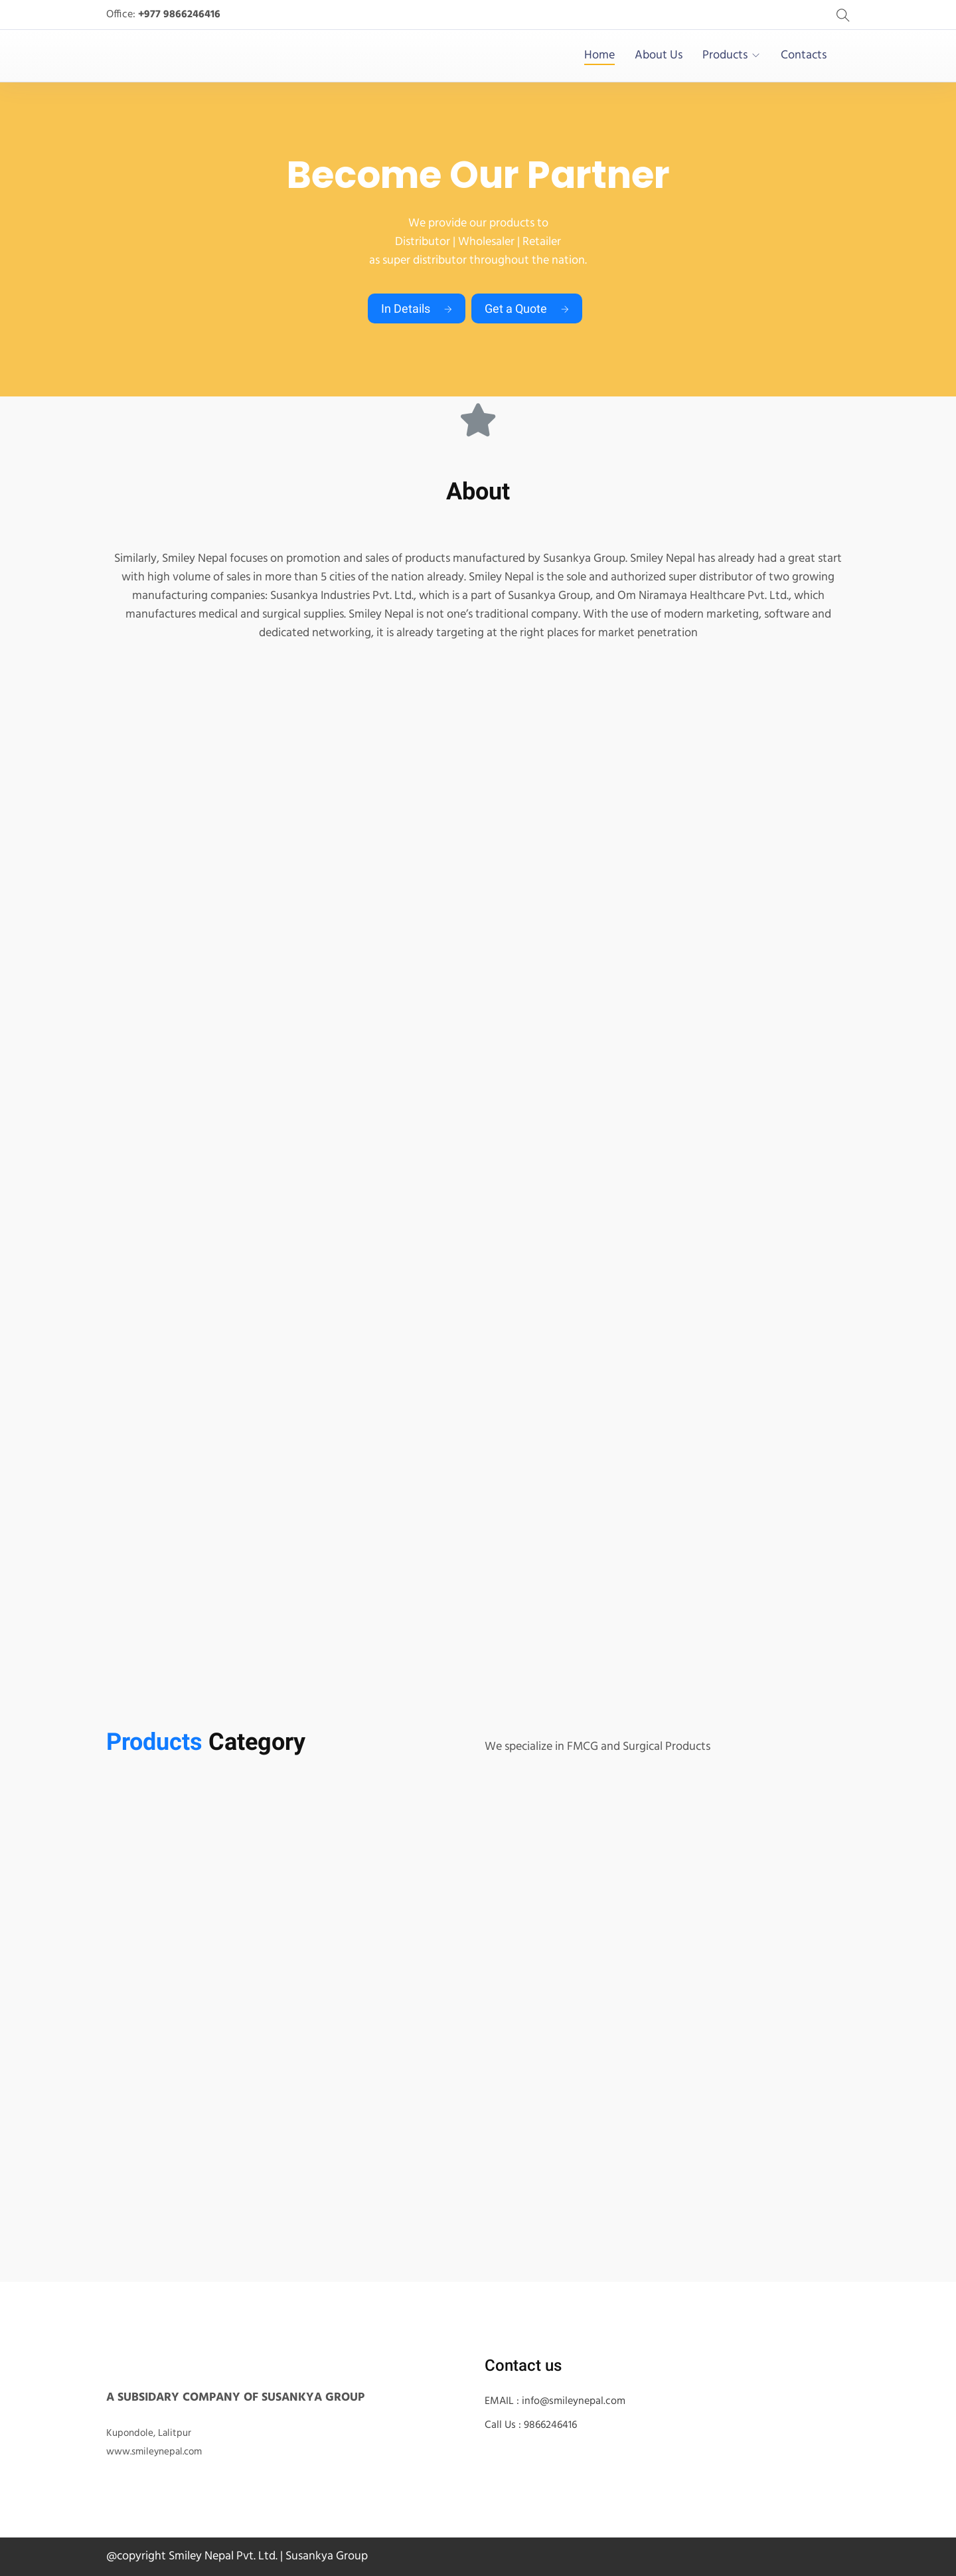 Office: +977 9866246416
Home
About Us
Products
Contacts
Become Our Partner
We provide our products to
Distributor | Wholesaler | Retailer
as super distributor throughout the nation.
In Details
Get a Quote
About
Similarly, Smiley Nepal focuses on promotion and sales of products manufactured by Susankya Group. Smiley Nepal has already had a great start
with high volume of sales in more than 5 cities of the nation already. Smiley Nepal is the sole and authorized super distributor of two growing
manufacturing companies: Susankya Industries Pvt. Ltd., which is a part of Susankya Group, and Om Niramaya Healthcare Pvt. Ltd., which
manufactures medical and surgical supplies. Smiley Nepal is not one’s traditional company. With the use of modern marketing, software and
dedicated networking, it is already targeting at the right places for market penetration
Products Category
We specialize in FMCG and Surgical Products
A SUBSIDARY COMPANY OF SUSANKYA GROUP
Kupondole, Lalitpur
www.smileynepal.com
Contact us
EMAIL : info@smileynepal.com
Call Us : 9866246416
@copyright Smiley Nepal Pvt. Ltd. | Susankya Group